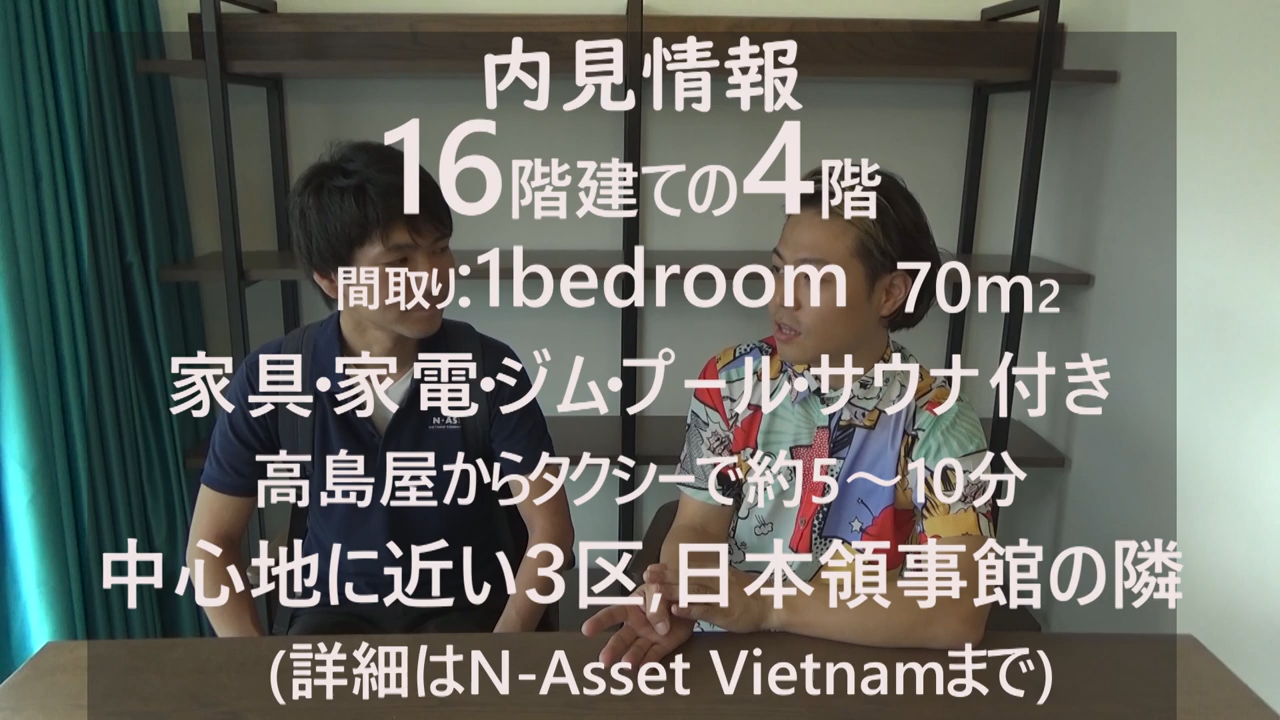 内見情報
16階建ての4階
間取り:1bedroom 70m2
家具・家電・ジム・プール・サウナ付き
高島屋からタクシーで約5～10分
中心地に近い3区,日本領事館の隣
(詳細はN-Asset Vietnamまで)